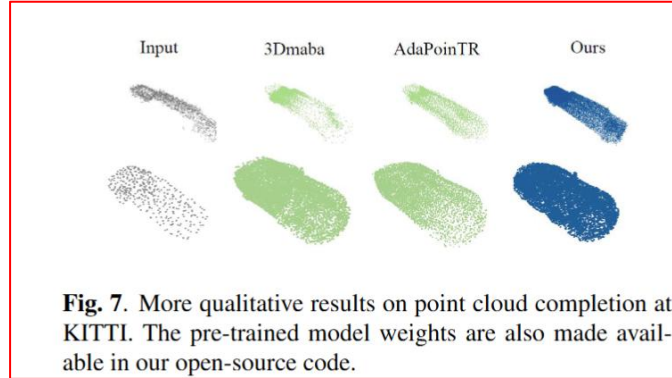 Input 3Dmaba AdaPoinTR Ours
Fig. 7. More qualitative results on point cloud completion at
KITTI. The pre-trained model weights are also made avail-
able in our open-source code.